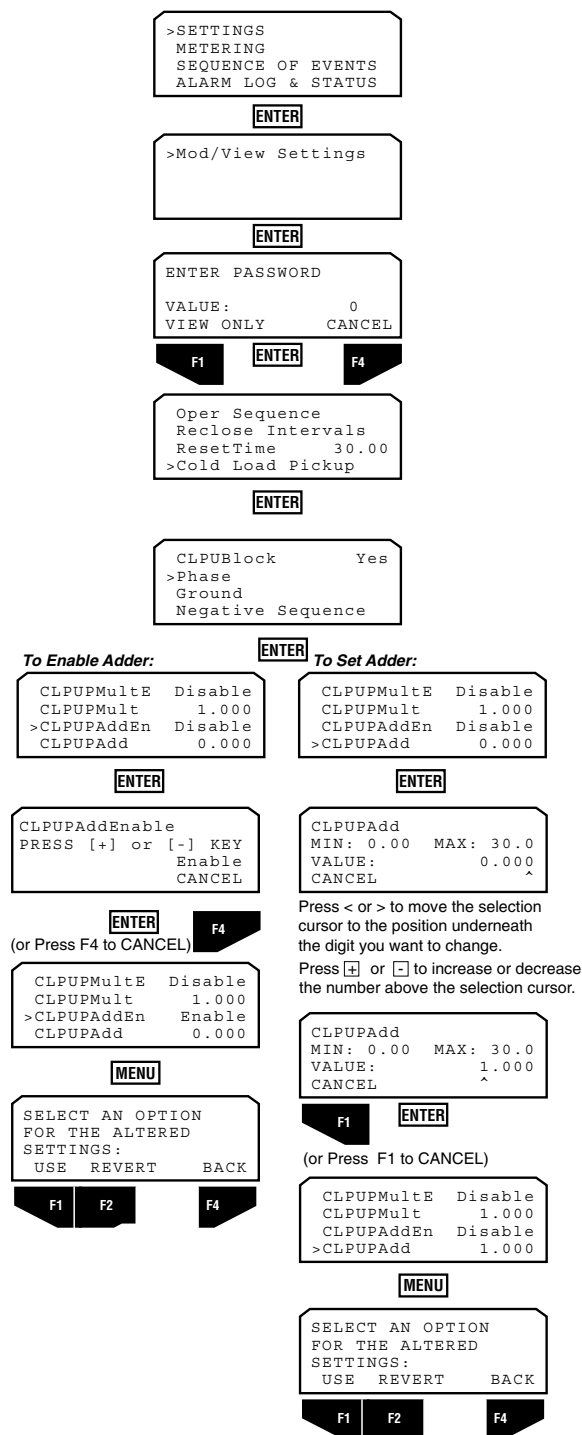 >SETTINGS
METERING
SEQUENCE OF EVENTS
ALARM LOG & STATUS
ENTER
>Mod/View Settings
ENTER
ENTER PASSWORD
VALUE: 0
VIEW ONLY CANCEL
F1 ENTER F4
Oper Sequence
Reclose Intervals
ResetTime 30.00
>Cold Load Pickup
ENTER
CLPUBlock Yes
>Phase
Ground
Negative Sequence
ENTER
To Enable Adder:
CLPUPMultE Disable
CLPUPMult 1.000
>CLPUPAddEn Disable
CLPUPAdd 0.000
ENTER
CLPUPAddEnable
PRESS [+] or [-] KEY
Enable
CANCEL
ENTER F4
(or Press F4 to CANCEL)
CLPUPMultE Disable
CLPUPMult 1.000
>CLPUPAddEn Enable
CLPUPAdd 0.000
MENU
SELECT AN OPTION
FOR THE ALTERED
SETTINGS:
USE REVERT BACK
F1 F2 F4
To Set Adder:
CLPUPMultE Disable
CLPUPMult 1.000
CLPUPAddEn Disable
>CLPUPAdd 0.000
ENTER
CLPUPAdd
MIN: 0.00 MAX: 30.0
VALUE: 0.000
CANCEL ^
Press < or > to move the selection
cursor to the position underneath
the digit you want to change.
Press + or - to increase or decrease
the number above the selection cursor.
CLPUPAdd
MIN: 0.00 MAX: 30.0
VALUE: 1.000
CANCEL ^
F1 ENTER
(or Press F1 to CANCEL)
CLPUPMultE Disable
CLPUPMult 1.000
CLPUPAddEn Disable
>CLPUPAdd 1.000
MENU
SELECT AN OPTION
FOR THE ALTERED
SETTINGS:
USE REVERT BACK
F1 F2 F4